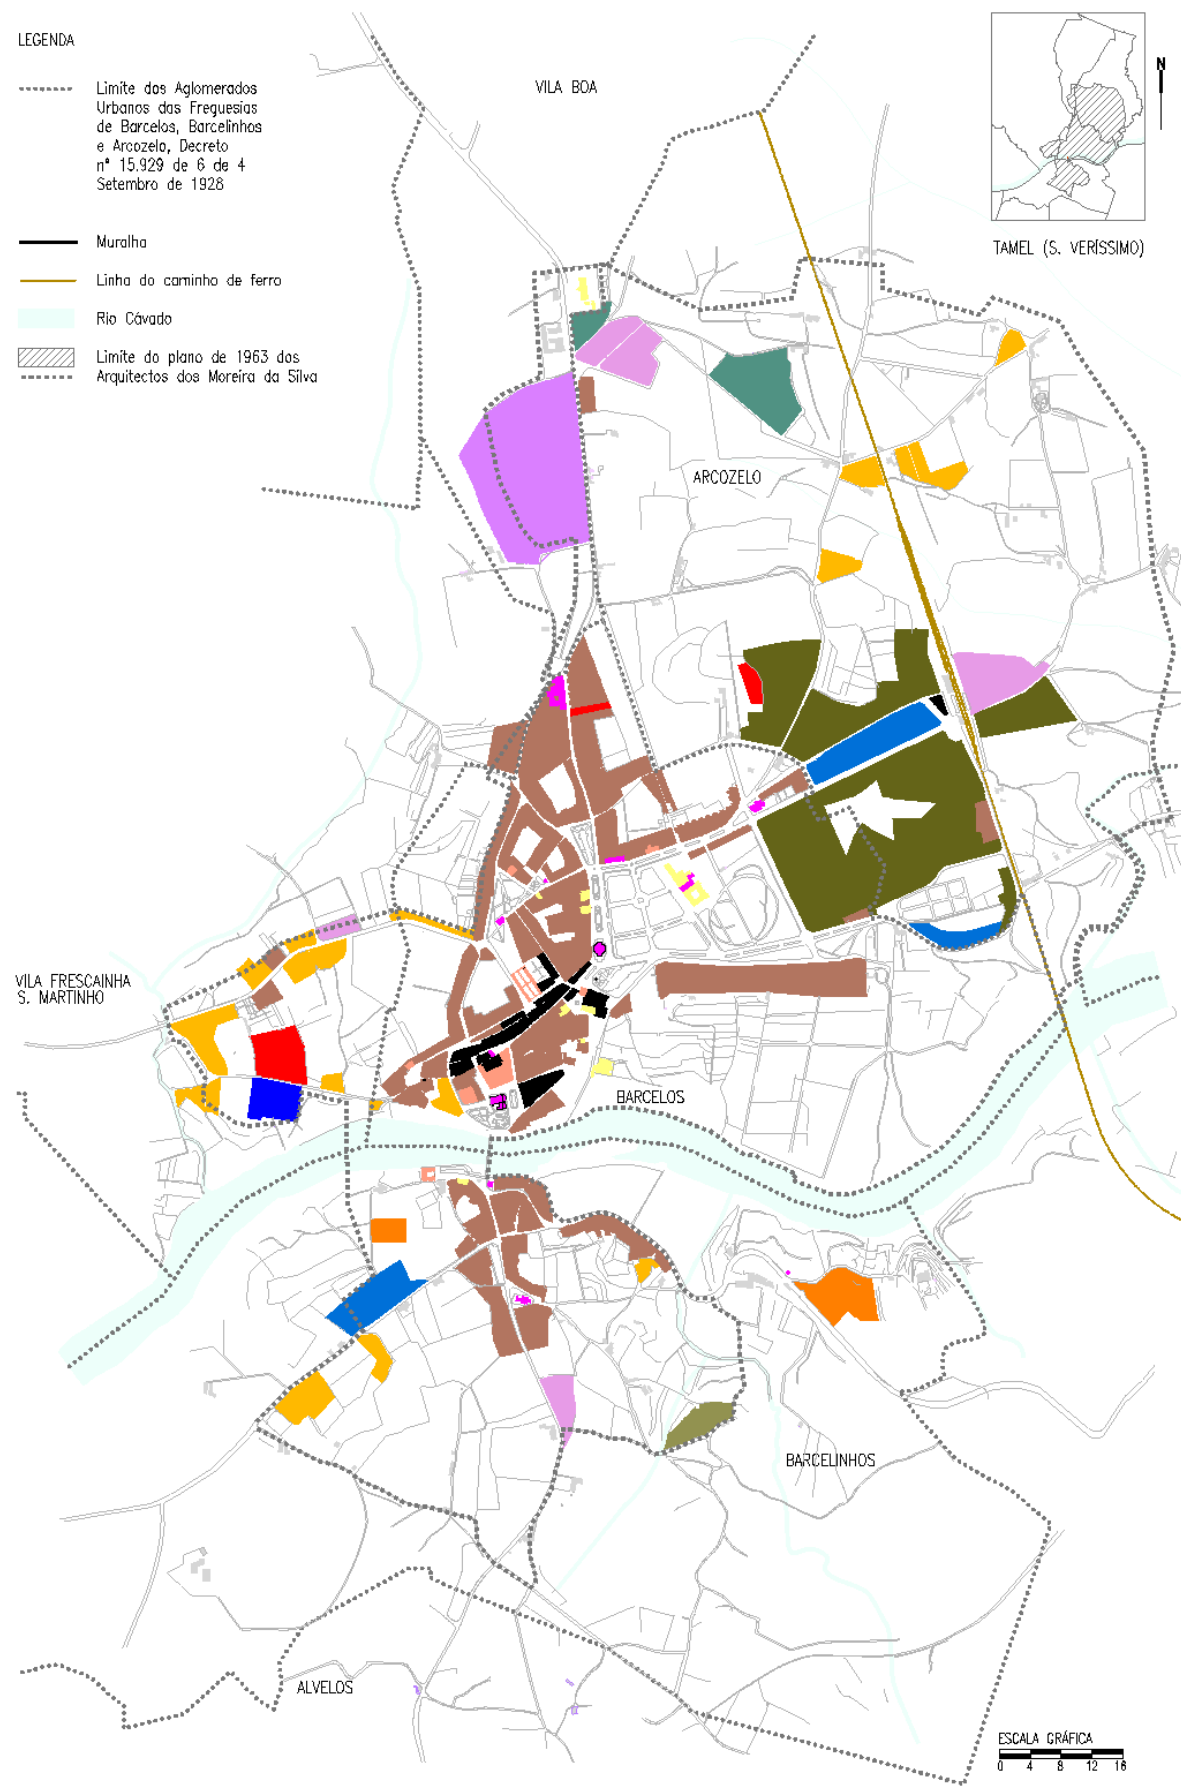 LEGENDA
Limite dos Aglomerados
Urbanos das Freguesias
de Barcelos, Barcelinhos
e Arcozelo, Decreto
nº 15.929 de 6 de 4
Setembro de 1928
Muralha
Linha do caminho de ferro
Rio Cávado
Limite do plano de 1963 dos
Arquitectos dos Moreira da Silva
VILA BOA
N
TAMEL (S. VERÍSSIMO)
ARCOZELO
VILA FRESCAINHA
S. MARTINHO
BARCELOS
BARCELINHOS
ALVELOS
ESCALA GRÁFICA
0 4 8 12 16